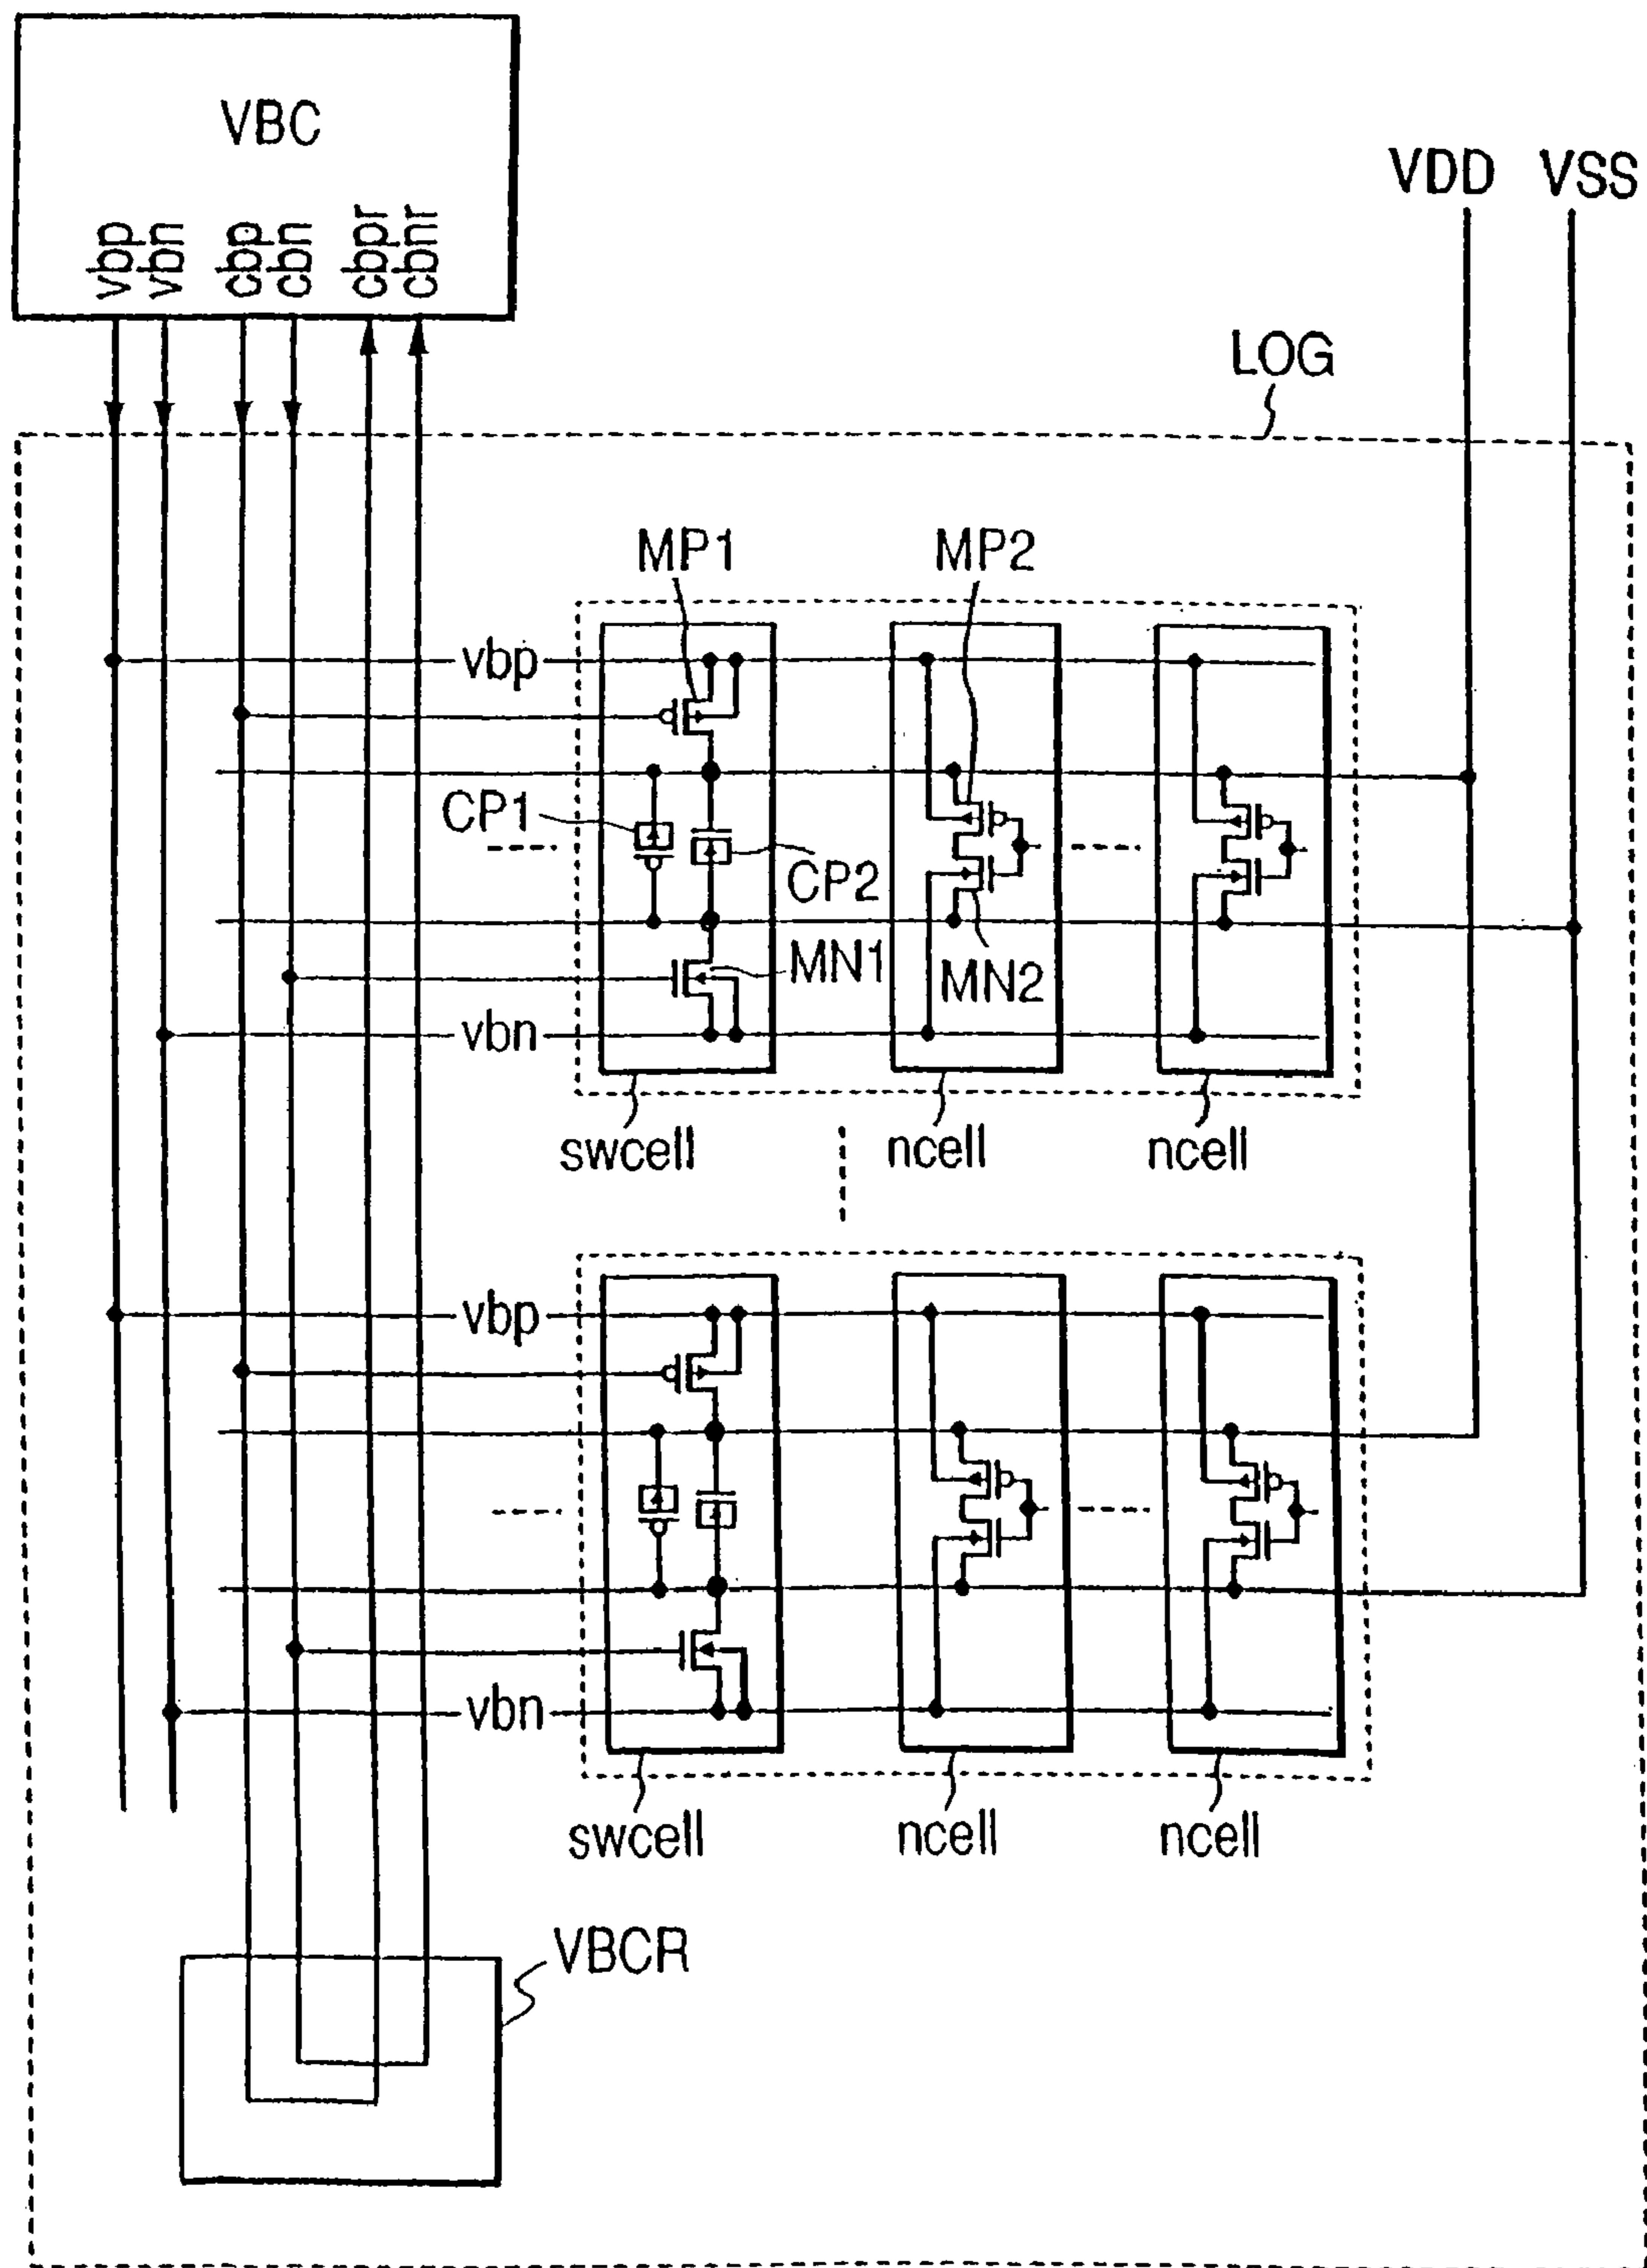 VBC
vbp vbn cbp cbn cbpr cbnr
VDD VSS
LOG
MP1 MP2
vbp
CP1
CP2
MN1 MN2
vbn
swcell ncell ncell
vbp
vbn
swcell ncell ncell
VBCR